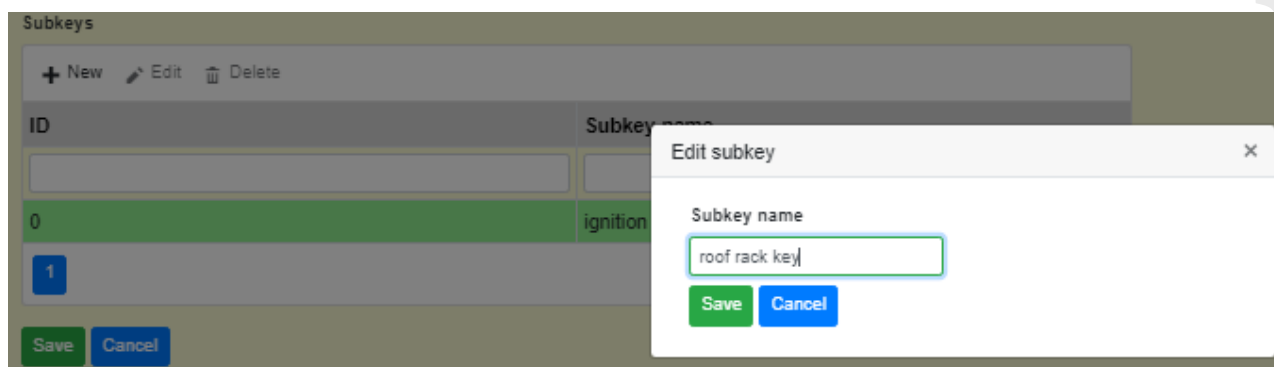 Subkeys
New Edit Delete
ID Subkey name
Edit subkey ×
0 ignition
Subkey name
roof rack key
1
Save Cancel
Save Cancel